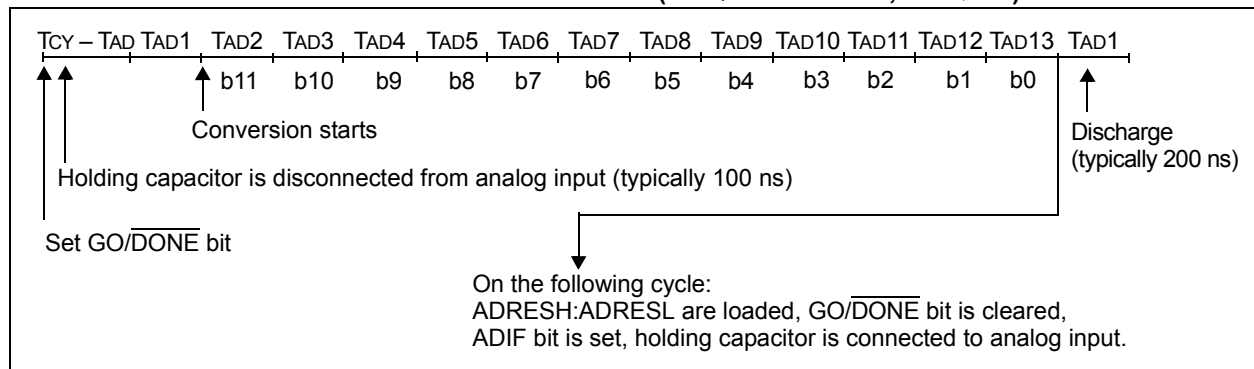 TCY – TAD TAD1 TAD2 TAD3 TAD4 TAD5 TAD6 TAD7 TAD8 TAD9 TAD10 TAD11 TAD12 TAD13 TAD1
b11 b10 b9 b8 b7 b6 b5 b4 b3 b2 b1 b0
Conversion starts
Discharge
(typically 200 ns)
Holding capacitor is disconnected from analog input (typically 100 ns)
Set GO/DONE bit
On the following cycle:
ADRESH:ADRESL are loaded, GO/DONE bit is cleared,
ADIF bit is set, holding capacitor is connected to analog input.